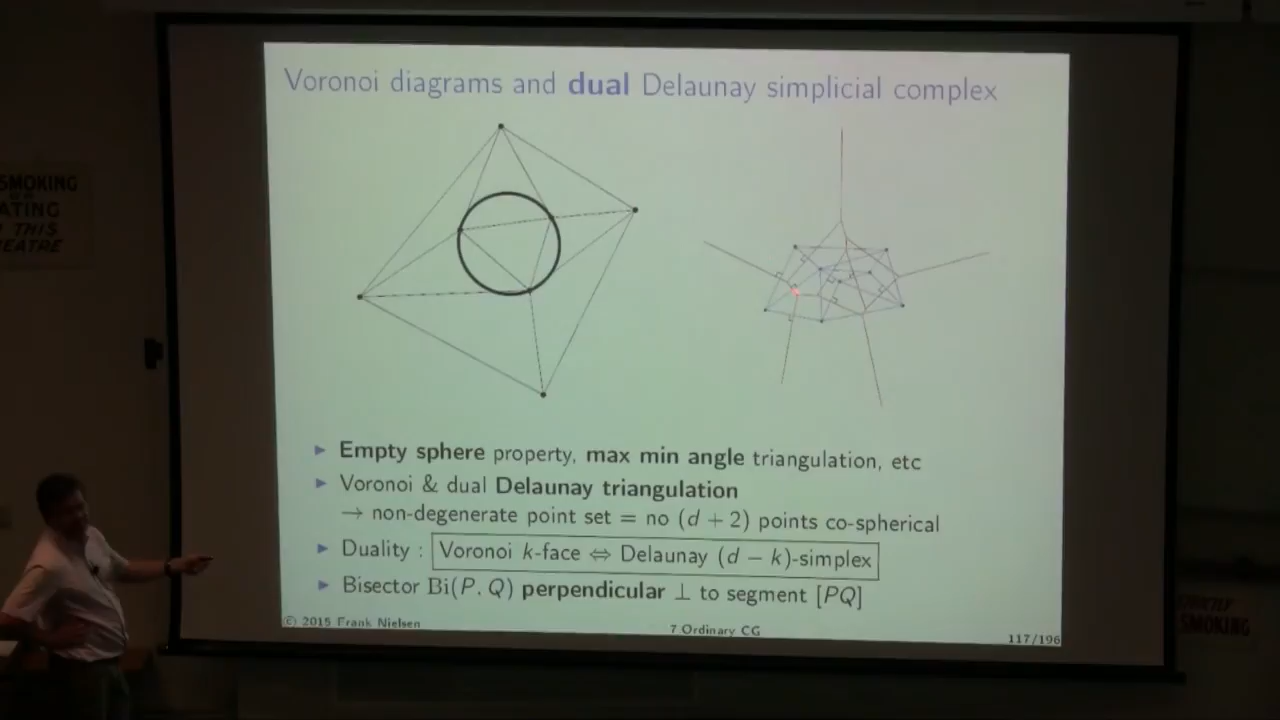 Voronoi diagrams and dual Delaunay simplicial complex
► Empty sphere property, max min angle triangulation, etc
► Voronoi & dual Delaunay triangulation
→ non-degenerate point set = no (d + 2) points co-spherical
► Duality : Voronoi k-face ⇔ Delaunay (d − k)-simplex
► Bisector Bi(P, Q) perpendicular ⊥ to segment [PQ]
© 2015 Frank Nielsen
7 Ordinary CG
117/196
SMOKING
ATING
THIS
EATRE
SMOKING